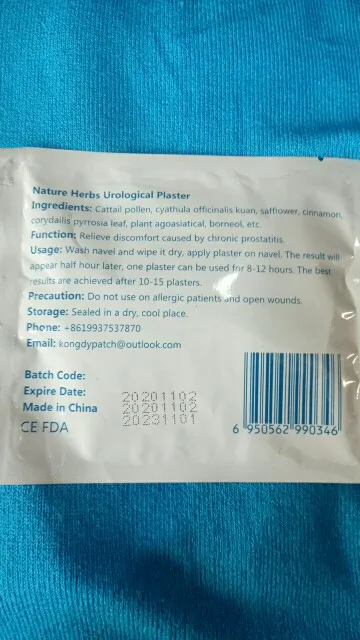 Nature Herbs Urological Plaster
Ingredients: Cattail pollen, cyathula officinalis kuan, safflower, cinnamon,
corydailis pyrrosia leaf, plant agoasiatical, borneol, etc.
Function: Relieve discomfort caused by chronic prostatitis.
Usage: Wash navel and wipe it dry, apply plaster on navel. The result will
appear half hour later, one plaster can be used for 8-12 hours. The best
results are achieved after 10-15 plasters.
Precaution: Do not use on allergic patients and open wounds.
Storage: Sealed in a dry, cool place.
Phone: +8619937537870
Email: kongdypatch@outlook.com
Batch Code:
Expire Date: 20201102
Made in China 20201102
CE FDA 20231101
6 950562 990346